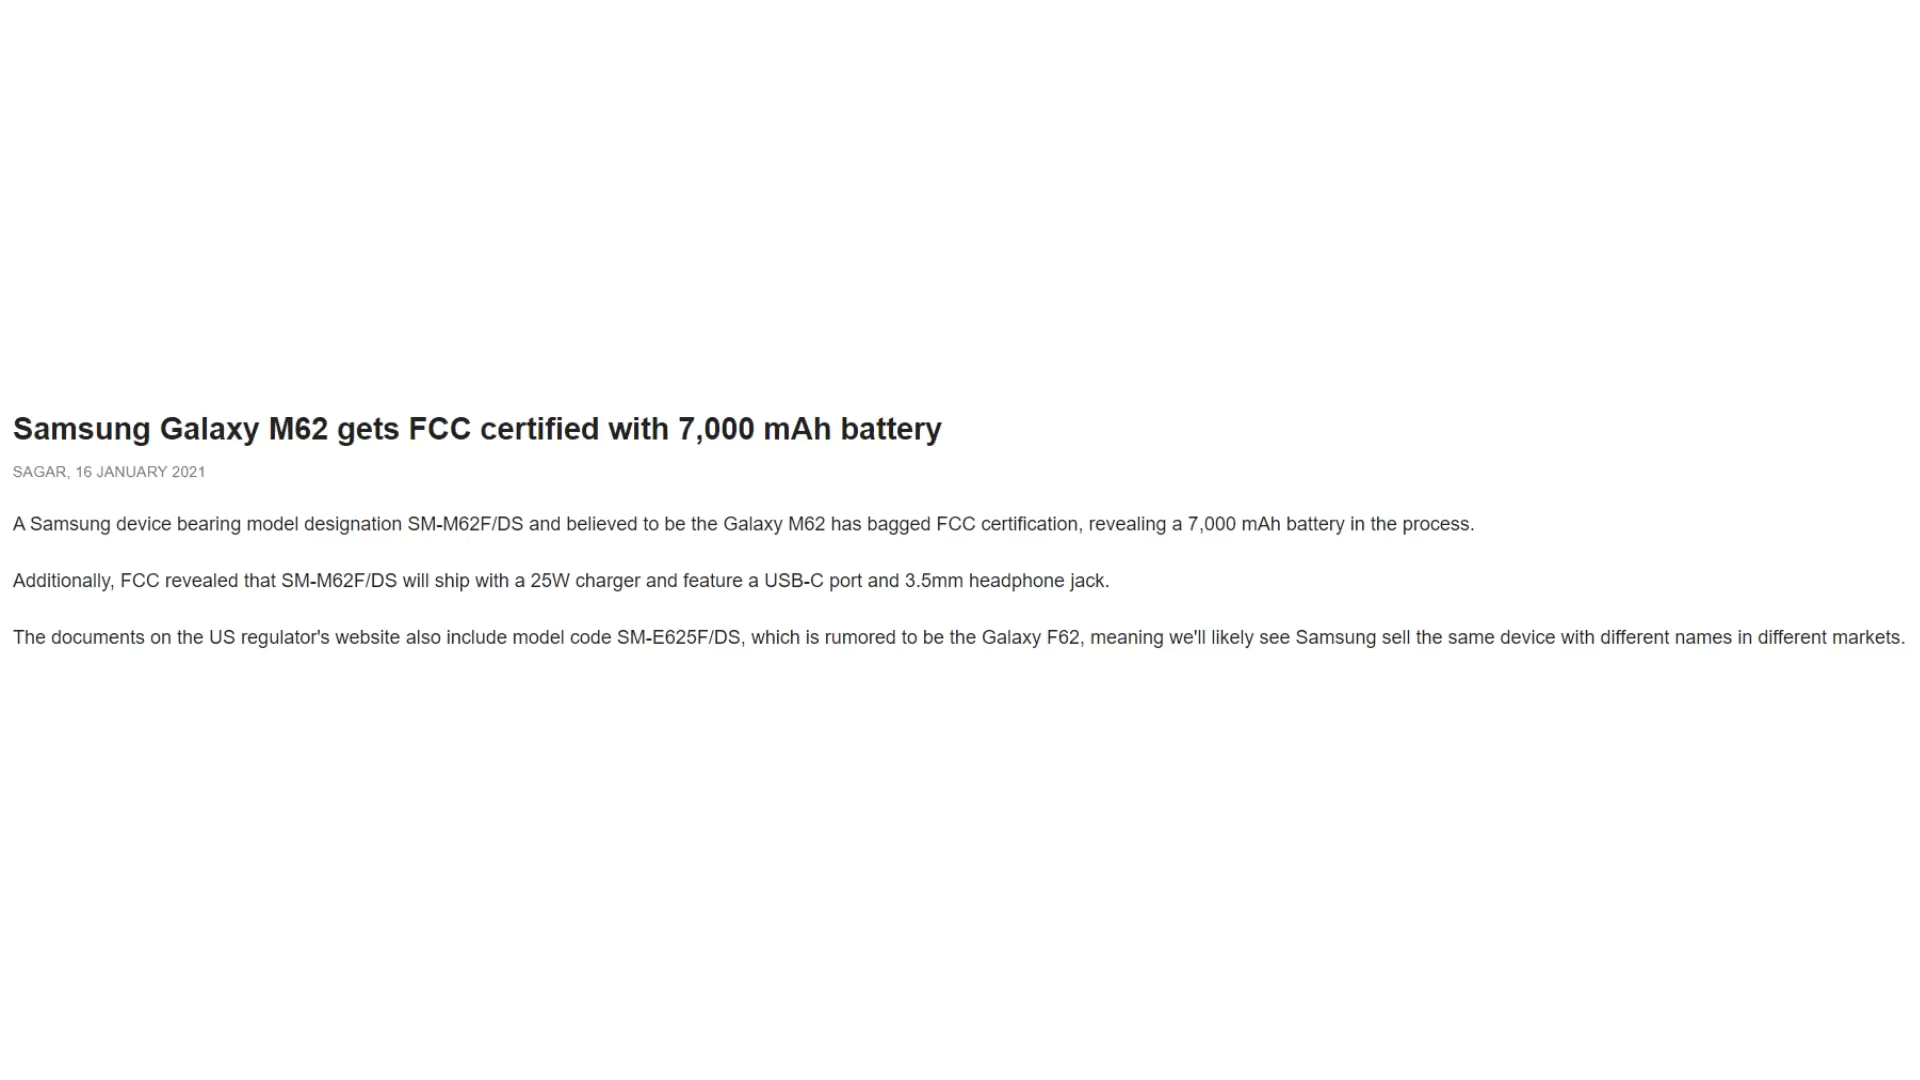 Samsung Galaxy M62 gets FCC certified with 7,000 mAh battery
SAGAR, 16 JANUARY 2021
A Samsung device bearing model designation SM-M62F/DS and believed to be the Galaxy M62 has bagged FCC certification, revealing a 7,000 mAh battery in the process.
Additionally, FCC revealed that SM-M62F/DS will ship with a 25W charger and feature a USB-C port and 3.5mm headphone jack.
The documents on the US regulator's website also include model code SM-E625F/DS, which is rumored to be the Galaxy F62, meaning we'll likely see Samsung sell the same device with different names in different markets.